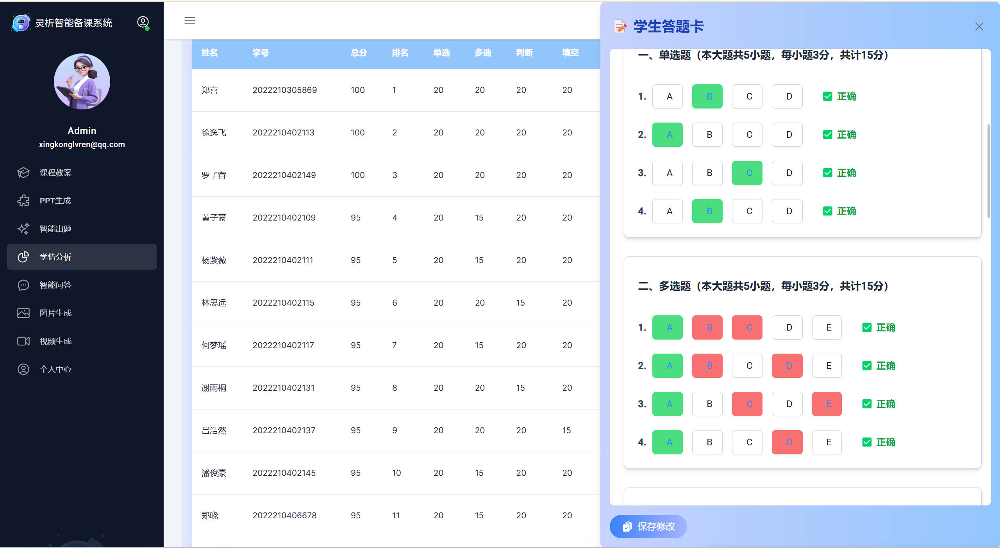 灵析智能备课系统
Admin
xingkonglvren@qq.com
课程教案
PPT生成
智能出题
学情分析
智能问答
图片生成
视频生成
个人中心
姓名 学号 总分 排名 单选 多选 判断 填空
郑喜 2022210305869 100 1 20 20 20 20
徐逸飞 2022210402113 100 2 20 20 20 20
罗子睿 2022210402149 100 3 20 20 20 20
黄子豪 2022210402109 95 4 20 15 20 20
杨紫薇 2022210402111 95 5 20 15 20 20
林思远 2022210402115 95 6 20 20 15 20
何梦瑶 2022210402117 95 7 20 15 20 20
谢雨桐 2022210402131 95 8 20 20 15 20
吕浩然 2022210402137 95 9 20 20 20 15
潘俊豪 2022210402145 95 10 20 15 20 20
郑晓 2022210406678 95 11 20 15 20 20
学生答题卡
一、单选题（本大题共5小题，每小题3分，共计15分）
1. A B C D 正确
2. A B C D 正确
3. A B C D 正确
4. A B C D 正确
二、多选题（本大题共5小题，每小题3分，共计15分）
1. A B C D E 正确
2. A B C D E 正确
3. A B C D E 正确
4. A B C D E 正确
保存修改